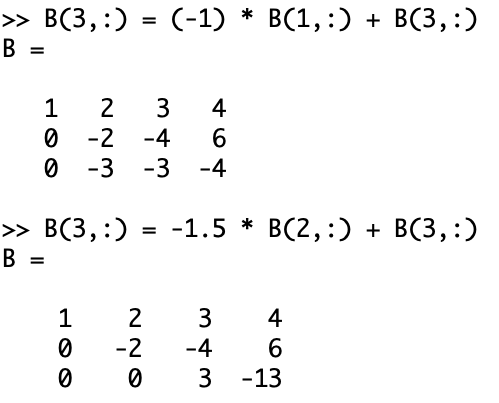 >> B(3,:) = (-1) * B(1,:) + B(3,:)
B =
1 2 3 4
0 -2 -4 6
0 -3 -3 -4
>> B(3,:) = -1.5 * B(2,:) + B(3,:)
B =
1 2 3 4
0 -2 -4 6
0 0 3 -13